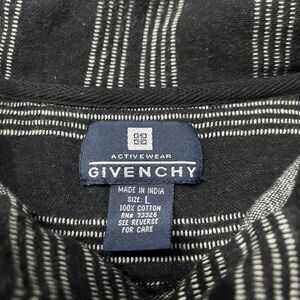 ACTIVEWEAR
GIVENCHY
MADE IN INDIA
SIZE: L
100% COTTON
RN# 73326
SEE REVERSE
FOR CARE